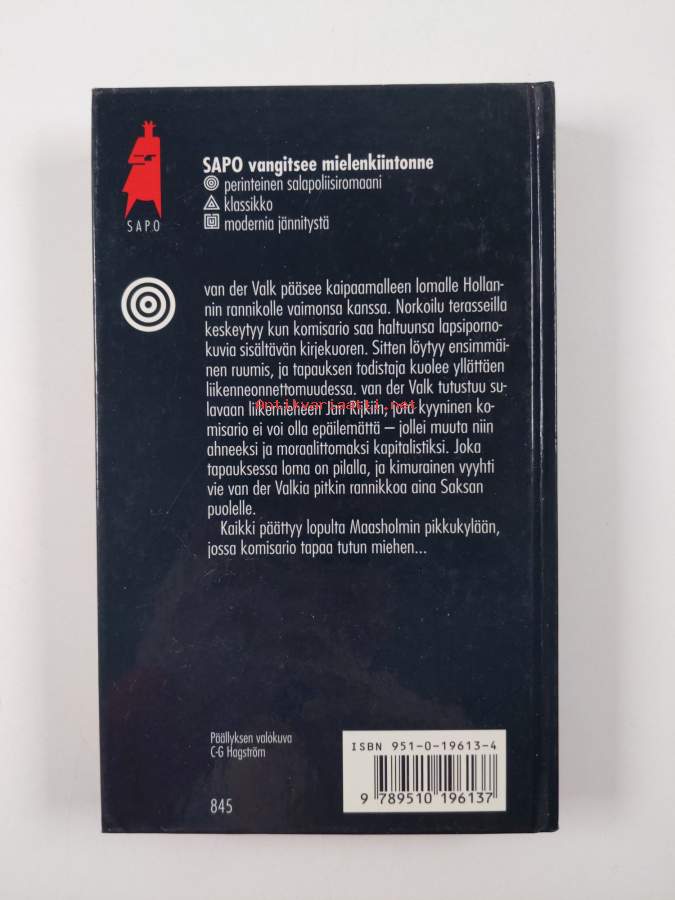 SAPO vangitsee mielenkiintonne
perinteinen salapoliisiromaani
klassikko
modernia jännitystä
S A P O
van der Valk pääsee kaipaamalleen lomalle Hollan-
nin rannikolle vaimonsa kanssa. Norkoilu terasseilla
keskeytyy kun komisario saa haltuunsa lapsiporno-
kuvia sisältävän kirjekuoren. Sitten löytyy ensimmäi-
nen ruumis, ja tapauksen todistaja kuolee yllättäen
liikenneonnettomuudessa. van der Valk tutustuu su-
lavaan liikemieheen Jan Rijkiin, jota kyyninen ko-
misario ei voi olla epäilemättä – jollei muuta niin
ahneeksi ja moraalittomaksi kapitalistiksi. Joka
tapauksessa loma on pilalla, ja kimurainen vyyhti
vie van der Valkia pitkin rannikkoa aina Saksan
puolelle.
Kaikki päättyy lopulta Maasholmin pikkukylään,
jossa komisario tapaa tutun miehen...
Antikvariaatti.net
Päällyksen valokuva
C-G Hagström
845
ISBN 951-0-19613-4
9 789510 196137